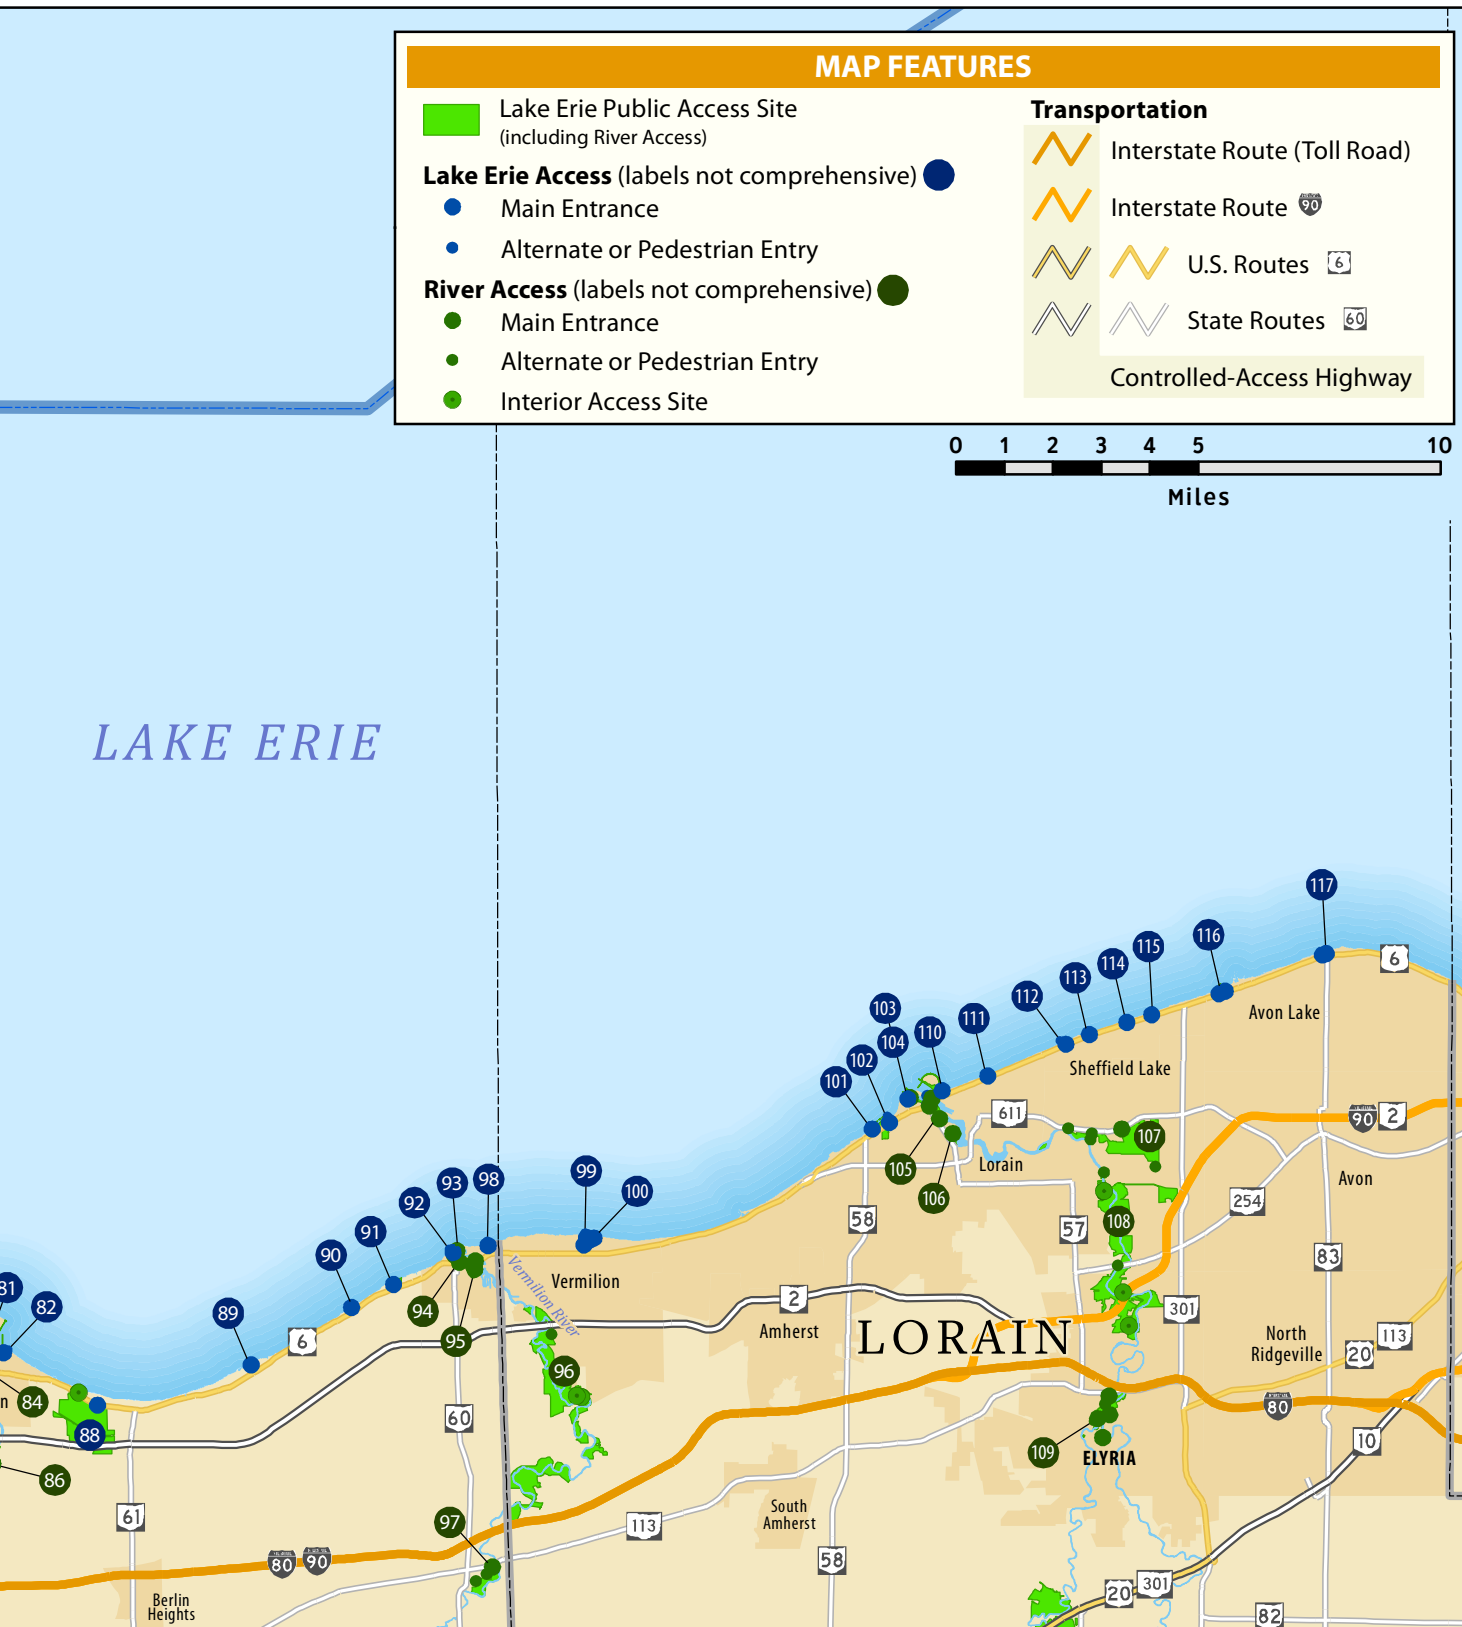 MAP FEATURES
Lake Erie Public Access Site
(including River Access)
Lake Erie Access (labels not comprehensive)
Main Entrance
Alternate or Pedestrian Entry
River Access (labels not comprehensive)
Main Entrance
Alternate or Pedestrian Entry
Interior Access Site
Transportation
Interstate Route (Toll Road)
Interstate Route 90
U.S. Routes 6
State Routes 60
Controlled-Access Highway
0 1 2 3 4 5 10
Miles
LAKE ERIE
117
116
115
114
113
112
111
110
103
104
102
101
6
Avon Lake
Sheffield Lake
611
90 2
107
Lorain
105
106
Avon
99
100
98
93
92
91
90
81
82
89
6
58
57
108
254
83
Vermilion River
Vermilion
94
95
2
Amherst
LORAIN
301
North
Ridgeville
20
113
96
n
84
88
86
60
80
10
109
ELYRIA
61
97
113
South
Amherst
58
80 90
Berlin
Heights
20
301
82